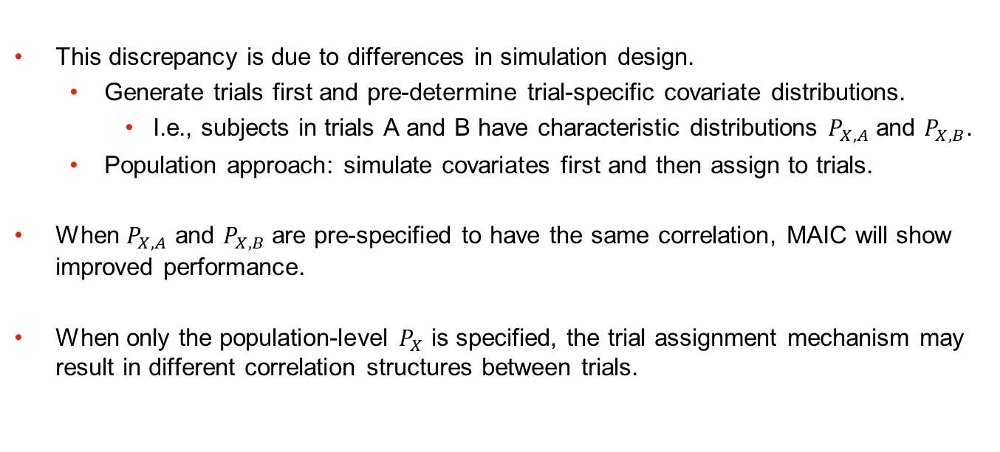 • This discrepancy is due to differences in simulation design.
• Generate trials first and pre-determine trial-specific covariate distributions.
• I.e., subjects in trials A and B have characteristic distributions P_{X,A} and P_{X,B}.
• Population approach: simulate covariates first and then assign to trials.
• When P_{X,A} and P_{X,B} are pre-specified to have the same correlation, MAIC will show
improved performance.
• When only the population-level P_X is specified, the trial assignment mechanism may
result in different correlation structures between trials.